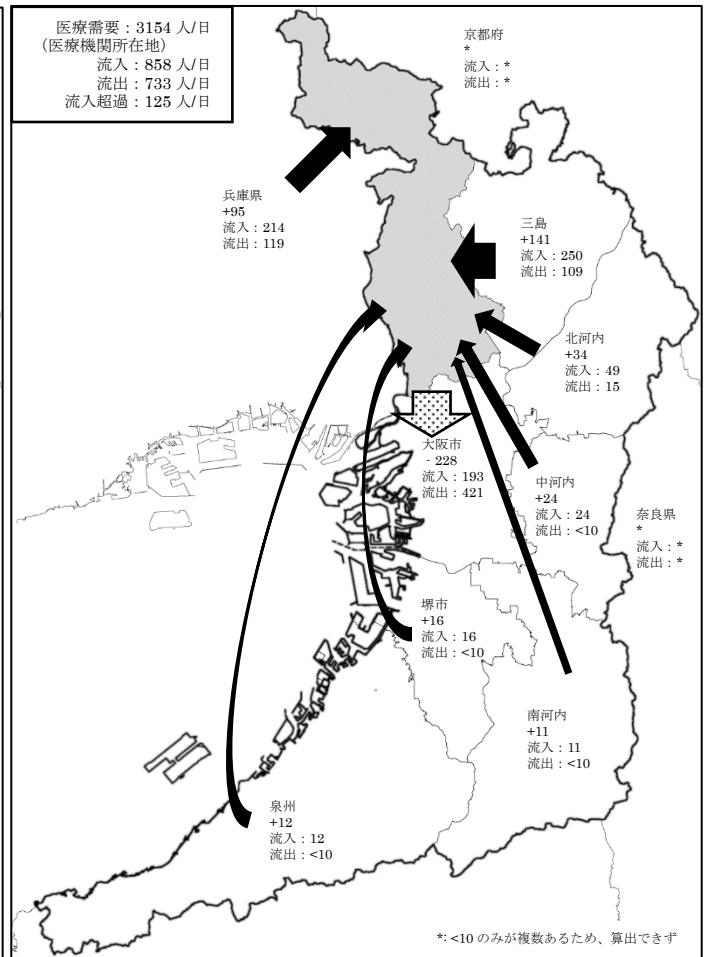 医療需要：3154 人/日
（医療機関所在地）
流入：858 人/日
流出：733 人/日
流入超過：125 人/日
京都府
*
流入：*
流出：*
兵庫県
+95
流入：214
流出：119
三島
+141
流入：250
流出：109
北河内
+34
流入：49
流出：15
大阪市
- 228
流入：193
流出：421
中河内
+24
流入：24
流出：<10
奈良県
*
流入：*
流出：*
堺市
+16
流入：16
流出：<10
南河内
+11
流入：11
流出：<10
泉州
+12
流入：12
流出：<10
*: <10 のみが複数あるため、算出できず